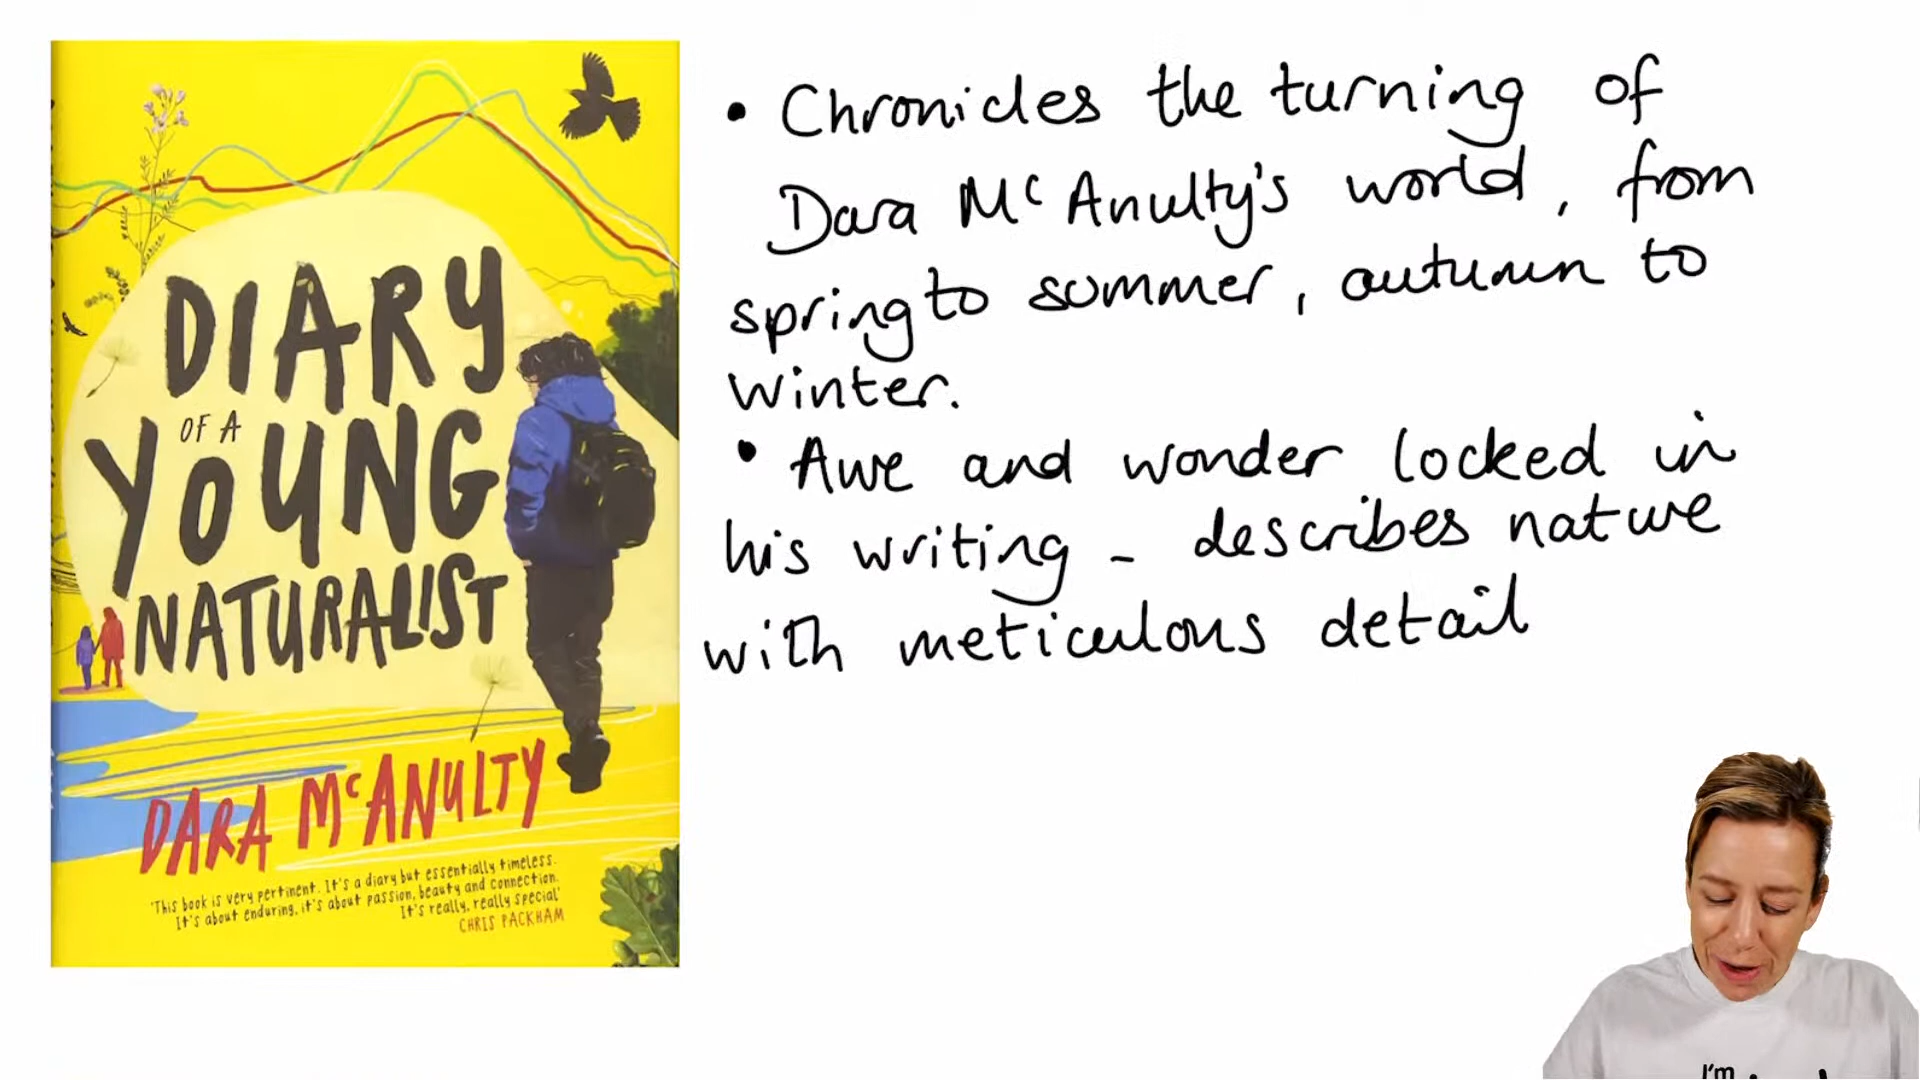 DIARY
OF A
YOUNG
NATURALIST
DARA McANULTY
'This book is very pertinent. It's a diary but essentially timeless.
It's about enduring, it's about passion, beauty and connection.
It's really, really special'
CHRIS PACKHAM
• Chronicles the turning of
Dara McAnulty's world, from
spring to summer, autumn to
winter.
• Awe and wonder locked in
his writing - describes nature
with meticulous detail
I'm